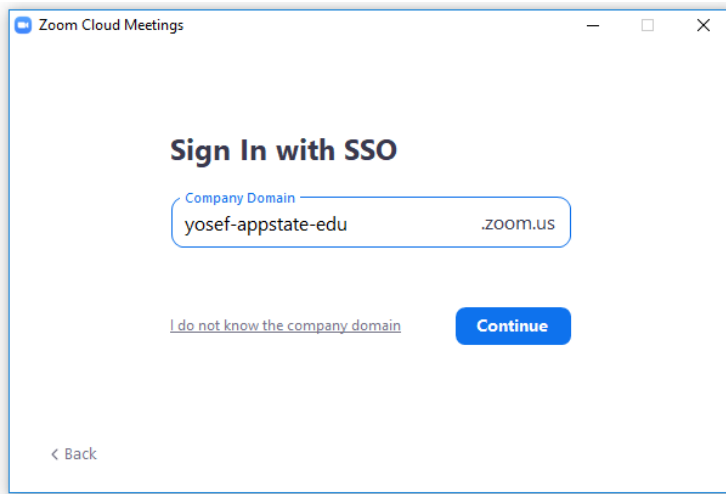 Zoom Cloud Meetings
Sign In with SSO
Company Domain
yosef-appstate-edu .zoom.us
I do not know the company domain Continue
< Back